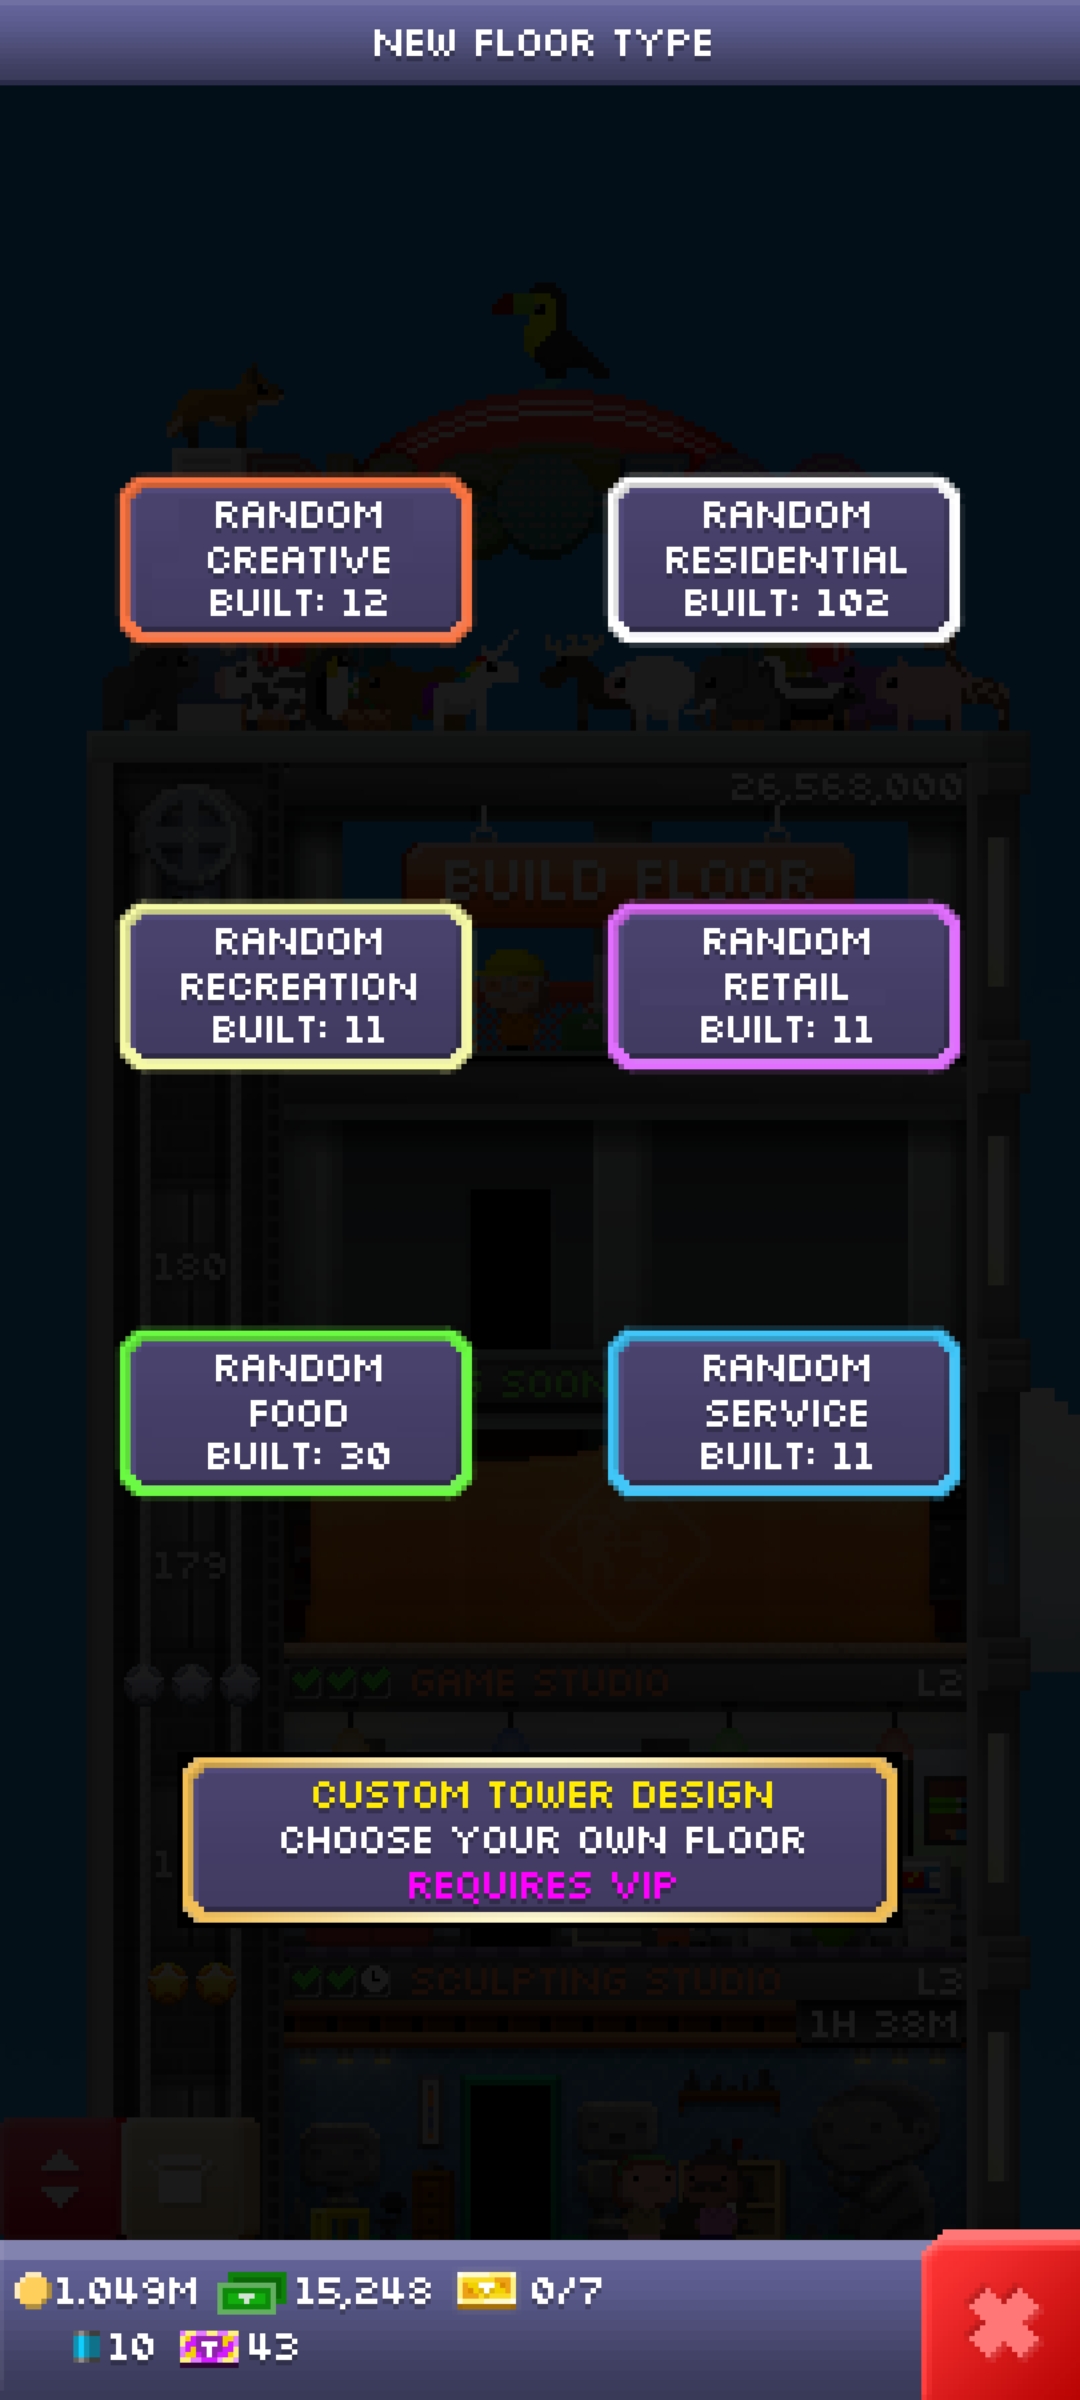 NEW FLOOR TYPE
RANDOM
CREATIVE
BUILT: 12
RANDOM
RESIDENTIAL
BUILT: 102
26,568,000
BUILD FLOOR
RANDOM
RECREATION
BUILT: 11
RANDOM
RETAIL
BUILT: 11
180
RANDOM
FOOD
BUILT: 30
SOON
RANDOM
SERVICE
BUILT: 11
179
GAME STUDIO
L2
CUSTOM TOWER DESIGN
CHOOSE YOUR OWN FLOOR
REQUIRES VIP
1
SCULPTING STUDIO
L3
1H 38M
1.049M
15,248
0/7
10
43